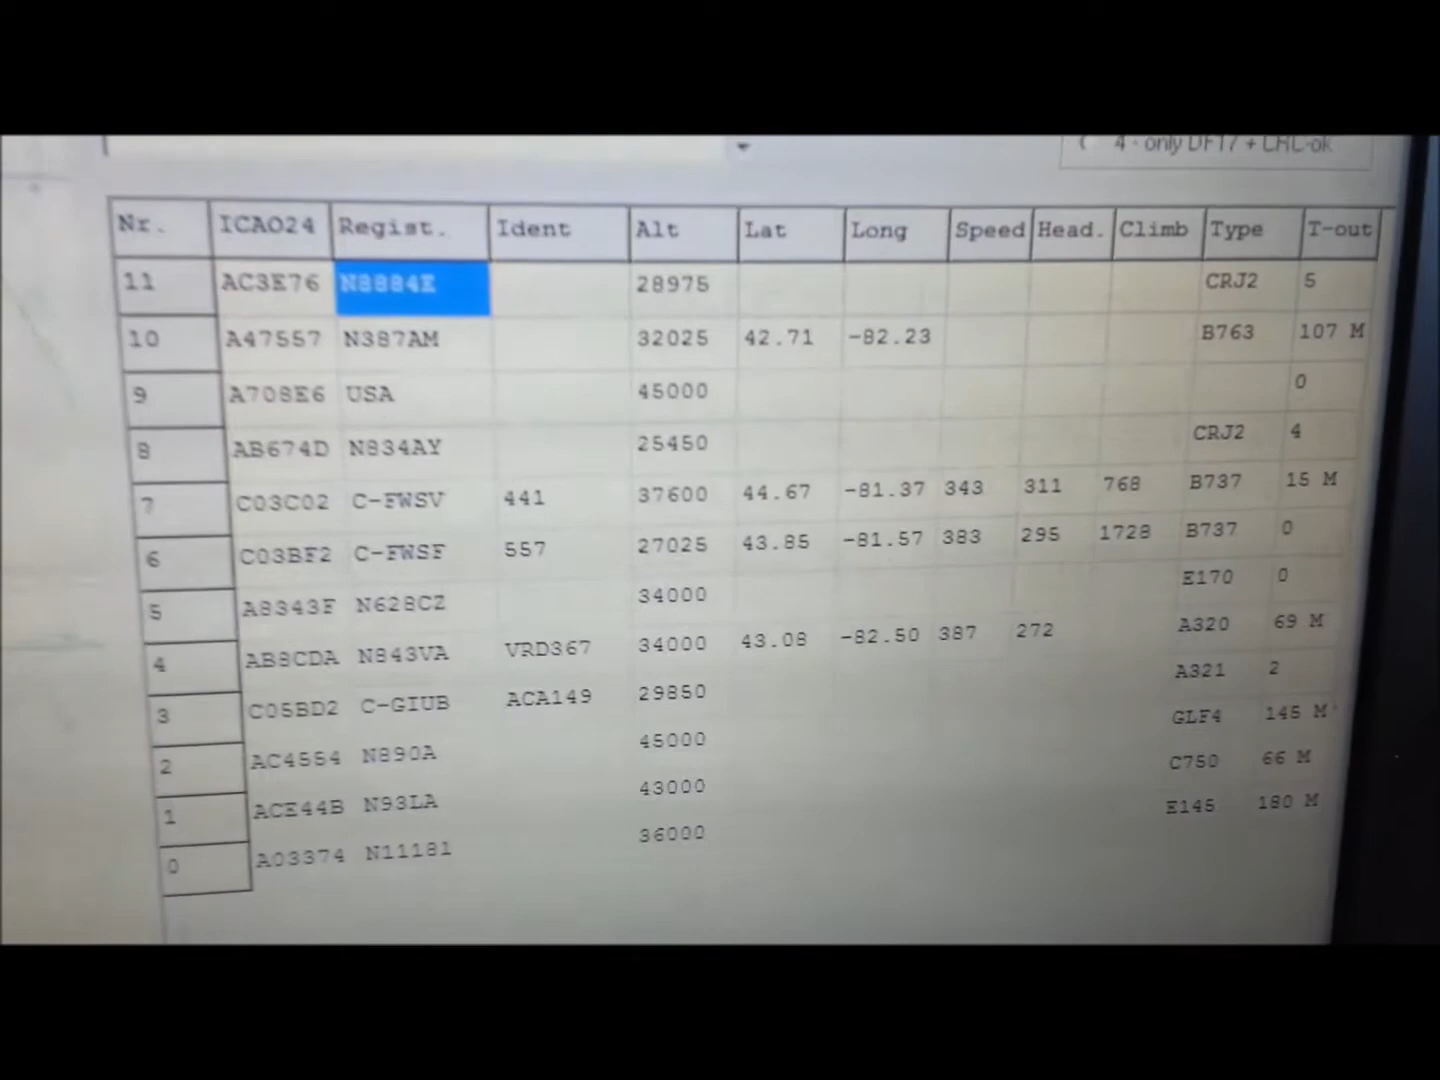 4 - only DF17 + CRC-ok
Nr. ICAO24 Regist. Ident Alt Lat Long Speed Head. Climb Type T-out
11 AC3E76 N8884E 28975 CRJ2 5
10 A47557 N387AM 32025 42.71 -82.23 B763 107 M
9 A708E6 USA 45000 0
8 AB674D N834AY 25450 CRJ2 4
7 C03C02 C-FWSV 441 37600 44.67 -81.37 343 311 768 B737 15 M
6 C03BF2 C-FWSF 557 27025 43.85 -81.57 383 295 1728 B737 0
5 A8343F N628CZ 34000 E170 0
4 AB8CDA N843VA VRD367 34000 43.08 -82.50 387 272 A320 69 M
3 C05BD2 C-GIUB ACA149 29850 A321 2
2 AC4554 N890A 45000 GLF4 145 M
1 ACE44B N93LA 43000 C750 66 M
0 A03374 N11181 36000 E145 180 M